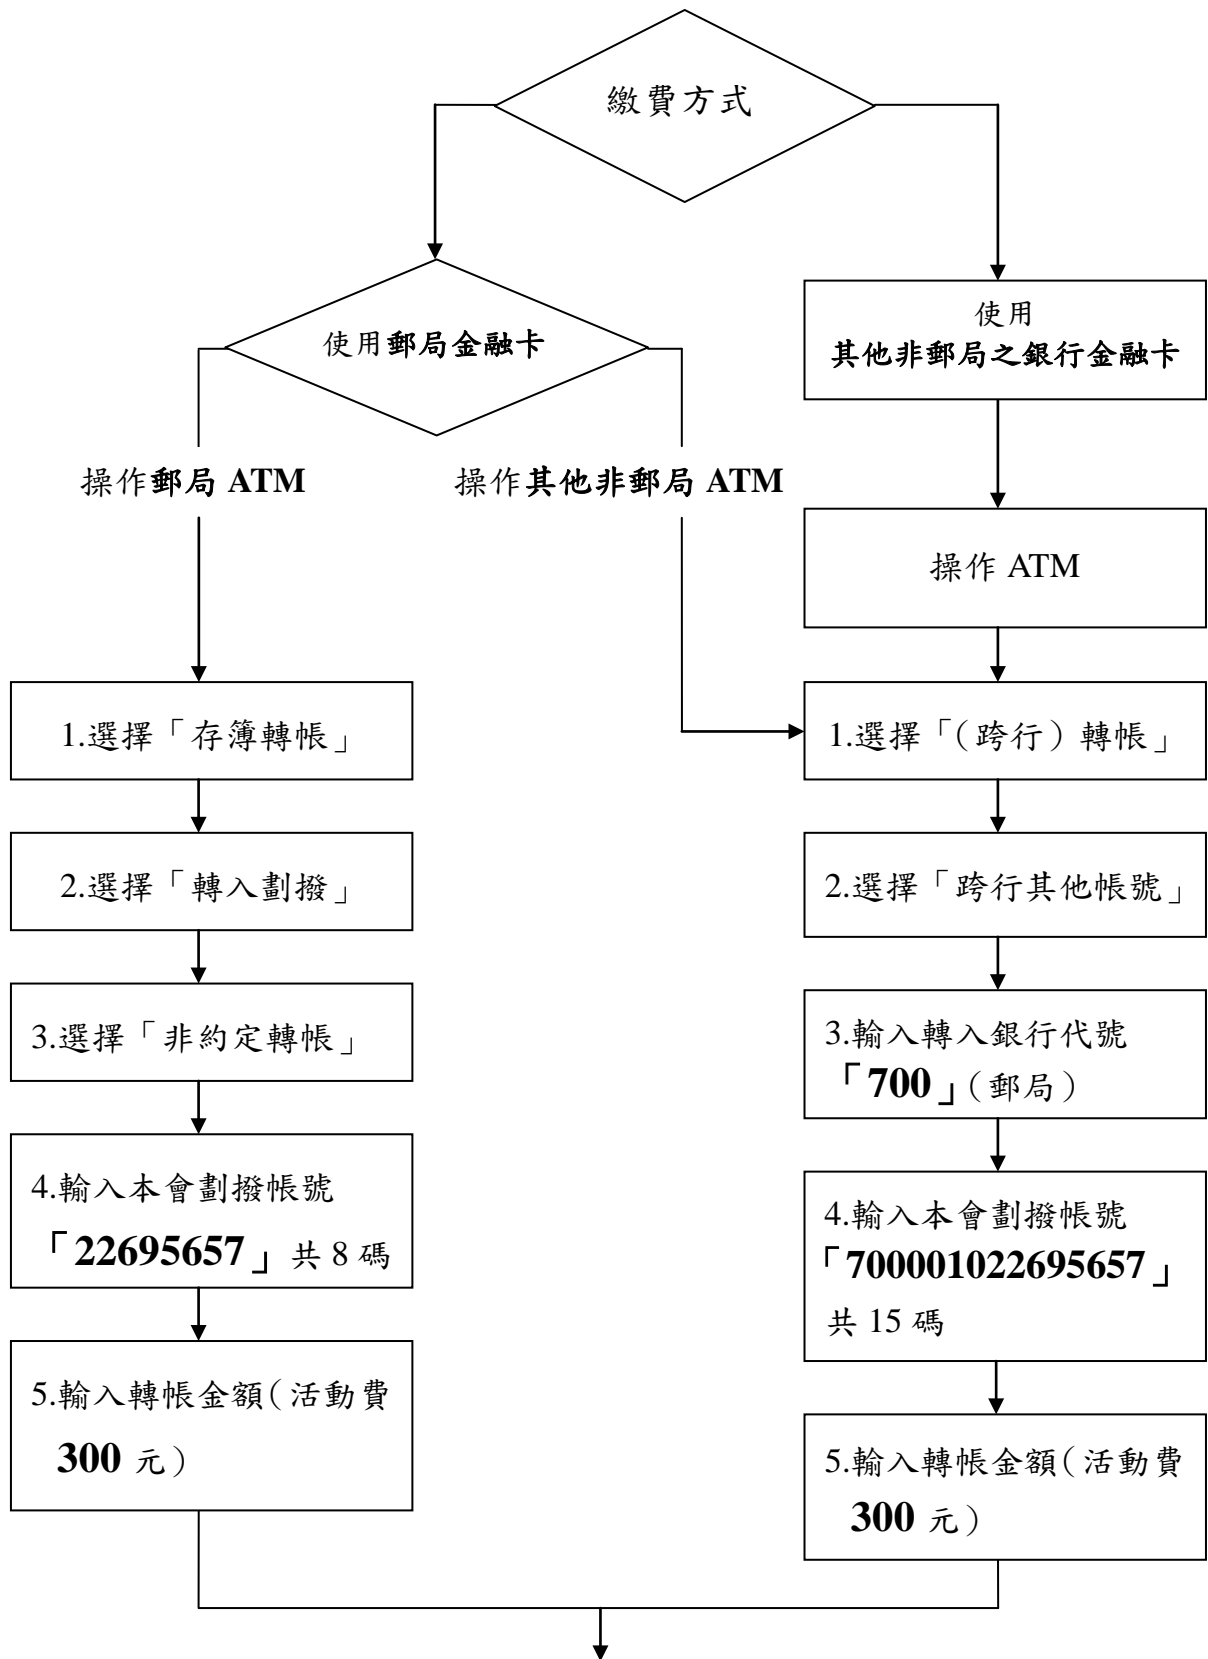 繳費方式
使用郵局金融卡
使用
其他非郵局之銀行金融卡
操作郵局 ATM
操作其他非郵局 ATM
操作 ATM
1.選擇「存簿轉帳」
2.選擇「轉入劃撥」
3.選擇「非約定轉帳」
4.輸入本會劃撥帳號
「22695657」共 8 碼
5.輸入轉帳金額(活動費
300 元)
1.選擇「(跨行)轉帳」
2.選擇「跨行其他帳號」
3.輸入轉入銀行代號
「700」(郵局)
4.輸入本會劃撥帳號
「700001022695657」
共 15 碼
5.輸入轉帳金額(活動費
300 元)